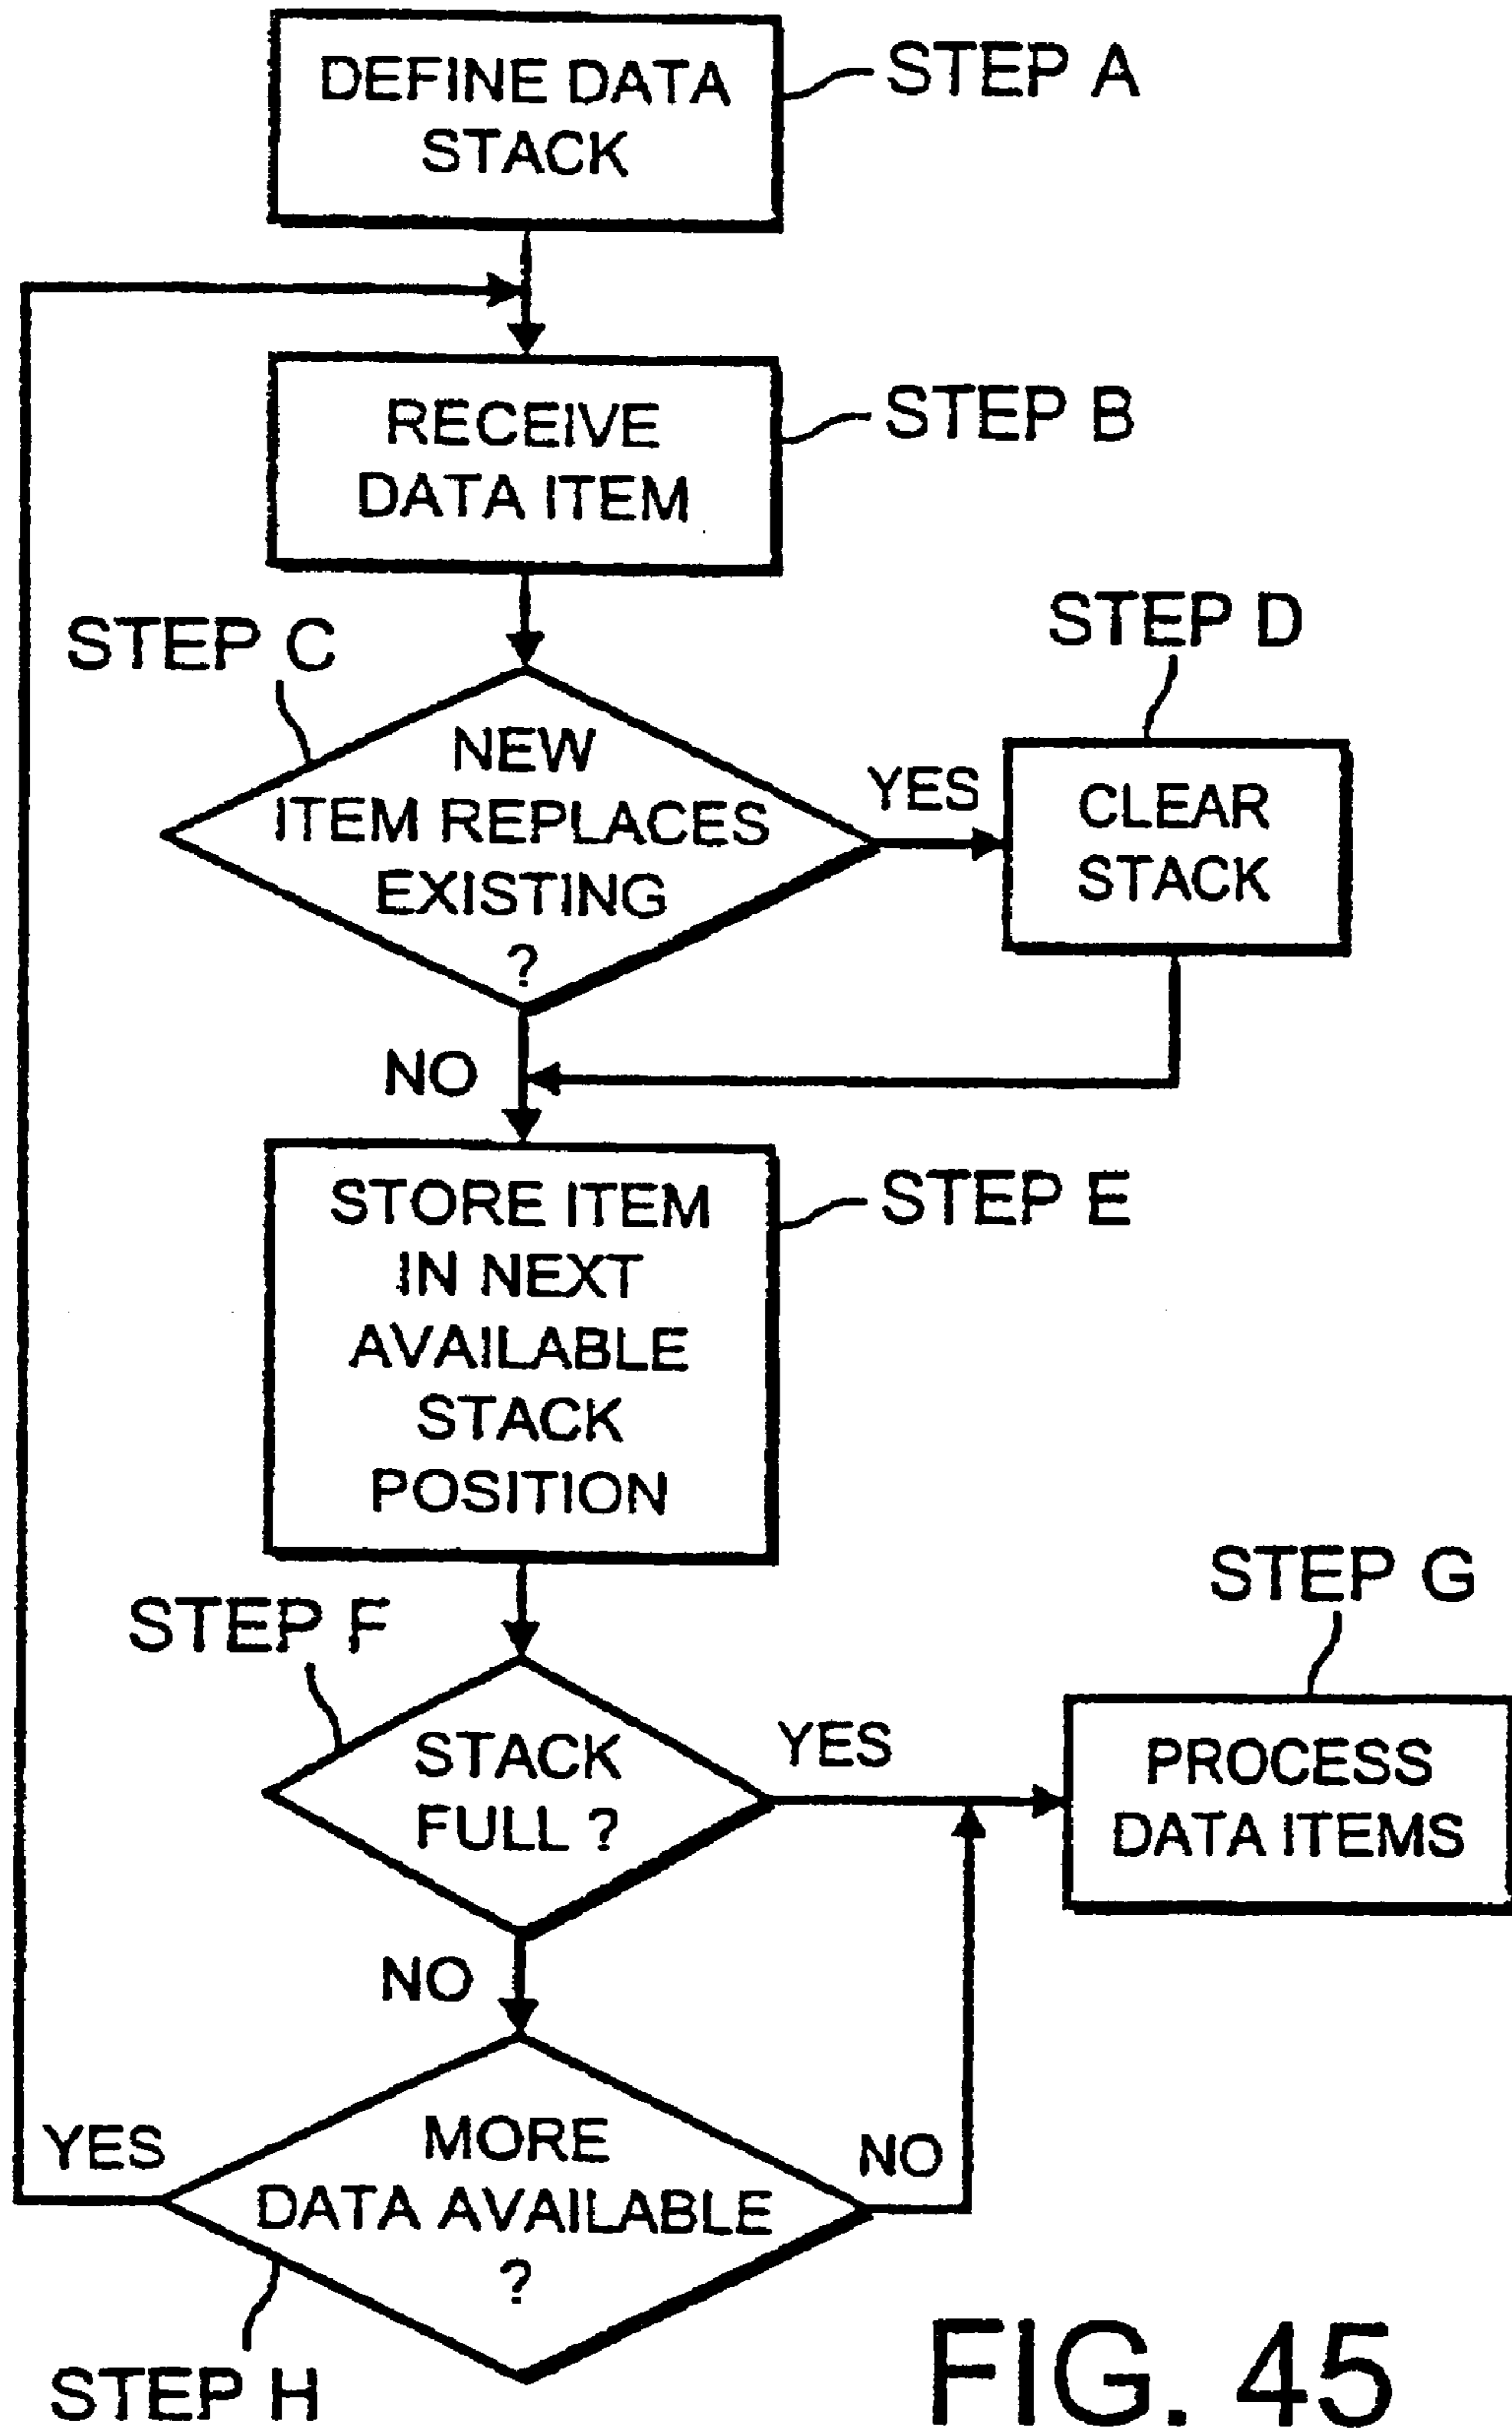 DEFINE DATA
STACK
STEP A
RECEIVE
DATA ITEM
STEP B
STEP C
NEW
ITEM REPLACES
EXISTING
?
YES
STEP D
CLEAR
STACK
NO
STORE ITEM
IN NEXT
AVAILABLE
STACK
POSITION
STEP E
STEP F
STACK
FULL ?
YES
STEP G
PROCESS
DATA ITEMS
NO
MORE
DATA AVAILABLE
?
YES
NO
STEP H
FIG. 45